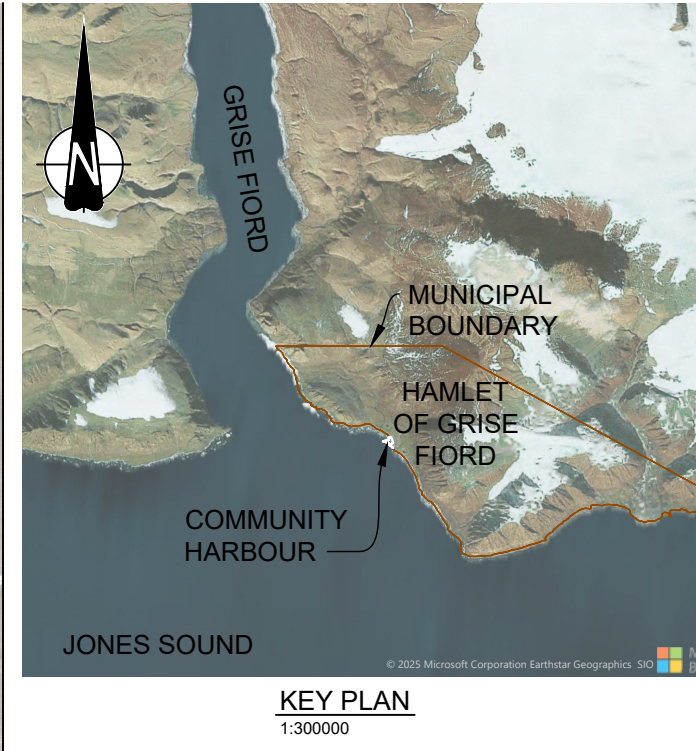 N
GRISE FIORD
MUNICIPAL
BOUNDARY
HAMLET
OF GRISE
FIORD
COMMUNITY
HARBOUR
JONES SOUND
© 2025 Microsoft Corporation Earthstar Geographics SIO
KEY PLAN
1:300000